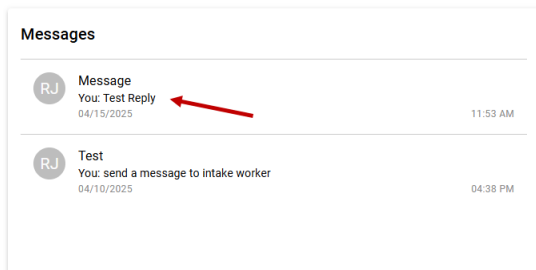 Messages
RJ
Message
You: Test Reply
04/15/2025
11:53 AM
RJ
Test
You: send a message to intake worker
04/10/2025
04:38 PM